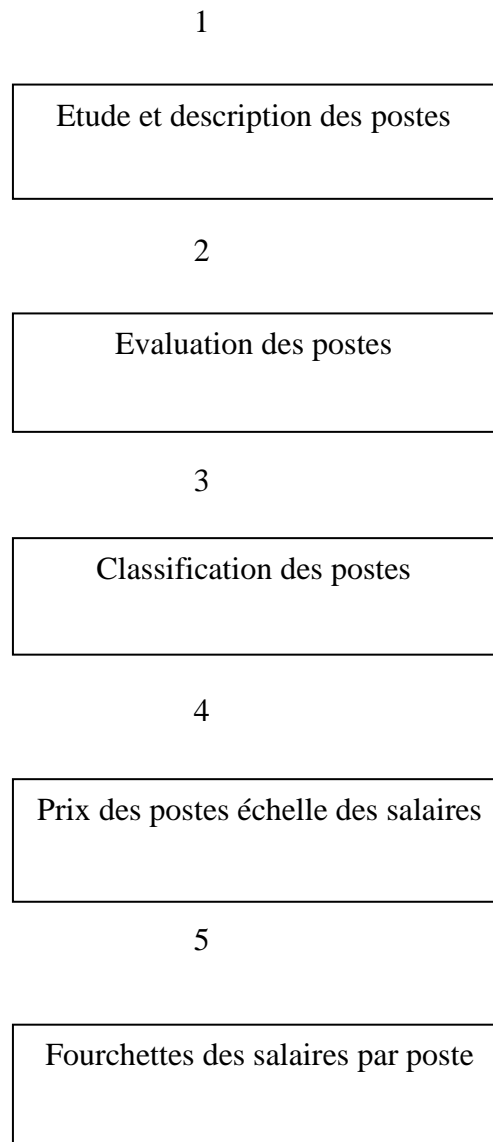 1
Etude et description des postes
2
Evaluation des postes
3
Classification des postes
4
Prix des postes échelle des salaires
5
Fourchettes des salaires par poste